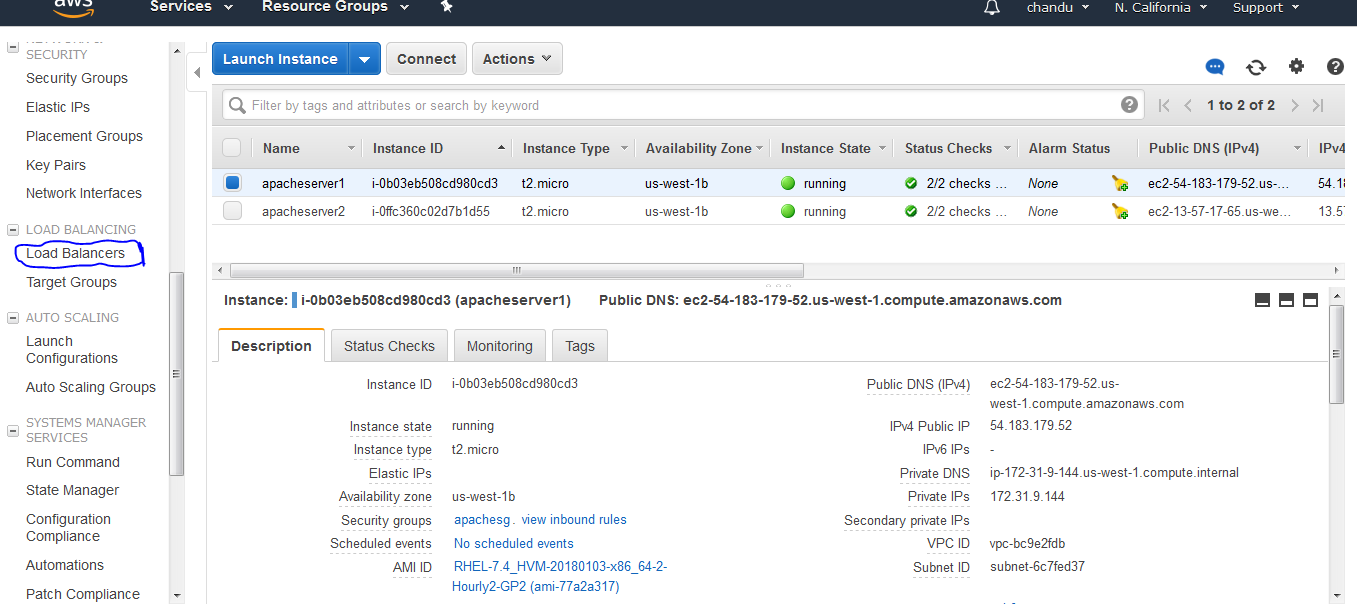 aws Services Resource Groups chandu N. California Support
SECURITY
Security Groups
Elastic IPs
Placement Groups
Key Pairs
Network Interfaces
LOAD BALANCING
Load Balancers
Target Groups
AUTO SCALING
Launch
Configurations
Auto Scaling Groups
SYSTEMS MANAGER
SERVICES
Run Command
State Manager
Configuration
Compliance
Automations
Patch Compliance
Launch Instance Connect Actions
Filter by tags and attributes or search by keyword
1 to 2 of 2
Name Instance ID Instance Type Availability Zone Instance State Status Checks Alarm Status Public DNS (IPv4) IPv4
apacheserver1 i-0b03eb508cd980cd3 t2.micro us-west-1b running 2/2 checks ... None ec2-54-183-179-52.us-...
apacheserver2 i-0ffc360c02d7b1d55 t2.micro us-west-1b running 2/2 checks ... None ec2-13-57-17-65.us-we...
Instance: i-0b03eb508cd980cd3 (apacheserver1) Public DNS: ec2-54-183-179-52.us-west-1.compute.amazonaws.com
Description Status Checks Monitoring Tags
Instance ID i-0b03eb508cd980cd3
Instance state running
Instance type t2.micro
Elastic IPs
Availability zone us-west-1b
Security groups apachesg . view inbound rules
Scheduled events No scheduled events
AMI ID RHEL-7.4_HVM-20180103-x86_64-2-
Hourly2-GP2 (ami-77a2a317)
Public DNS (IPv4) ec2-54-183-179-52.us-
west-1.compute.amazonaws.com
IPv4 Public IP 54.183.179.52
IPv6 IPs -
Private DNS ip-172-31-9-144.us-west-1.compute.internal
Private IPs 172.31.9.144
Secondary private IPs
VPC ID vpc-bc9e2fdb
Subnet ID subnet-6c7fed37